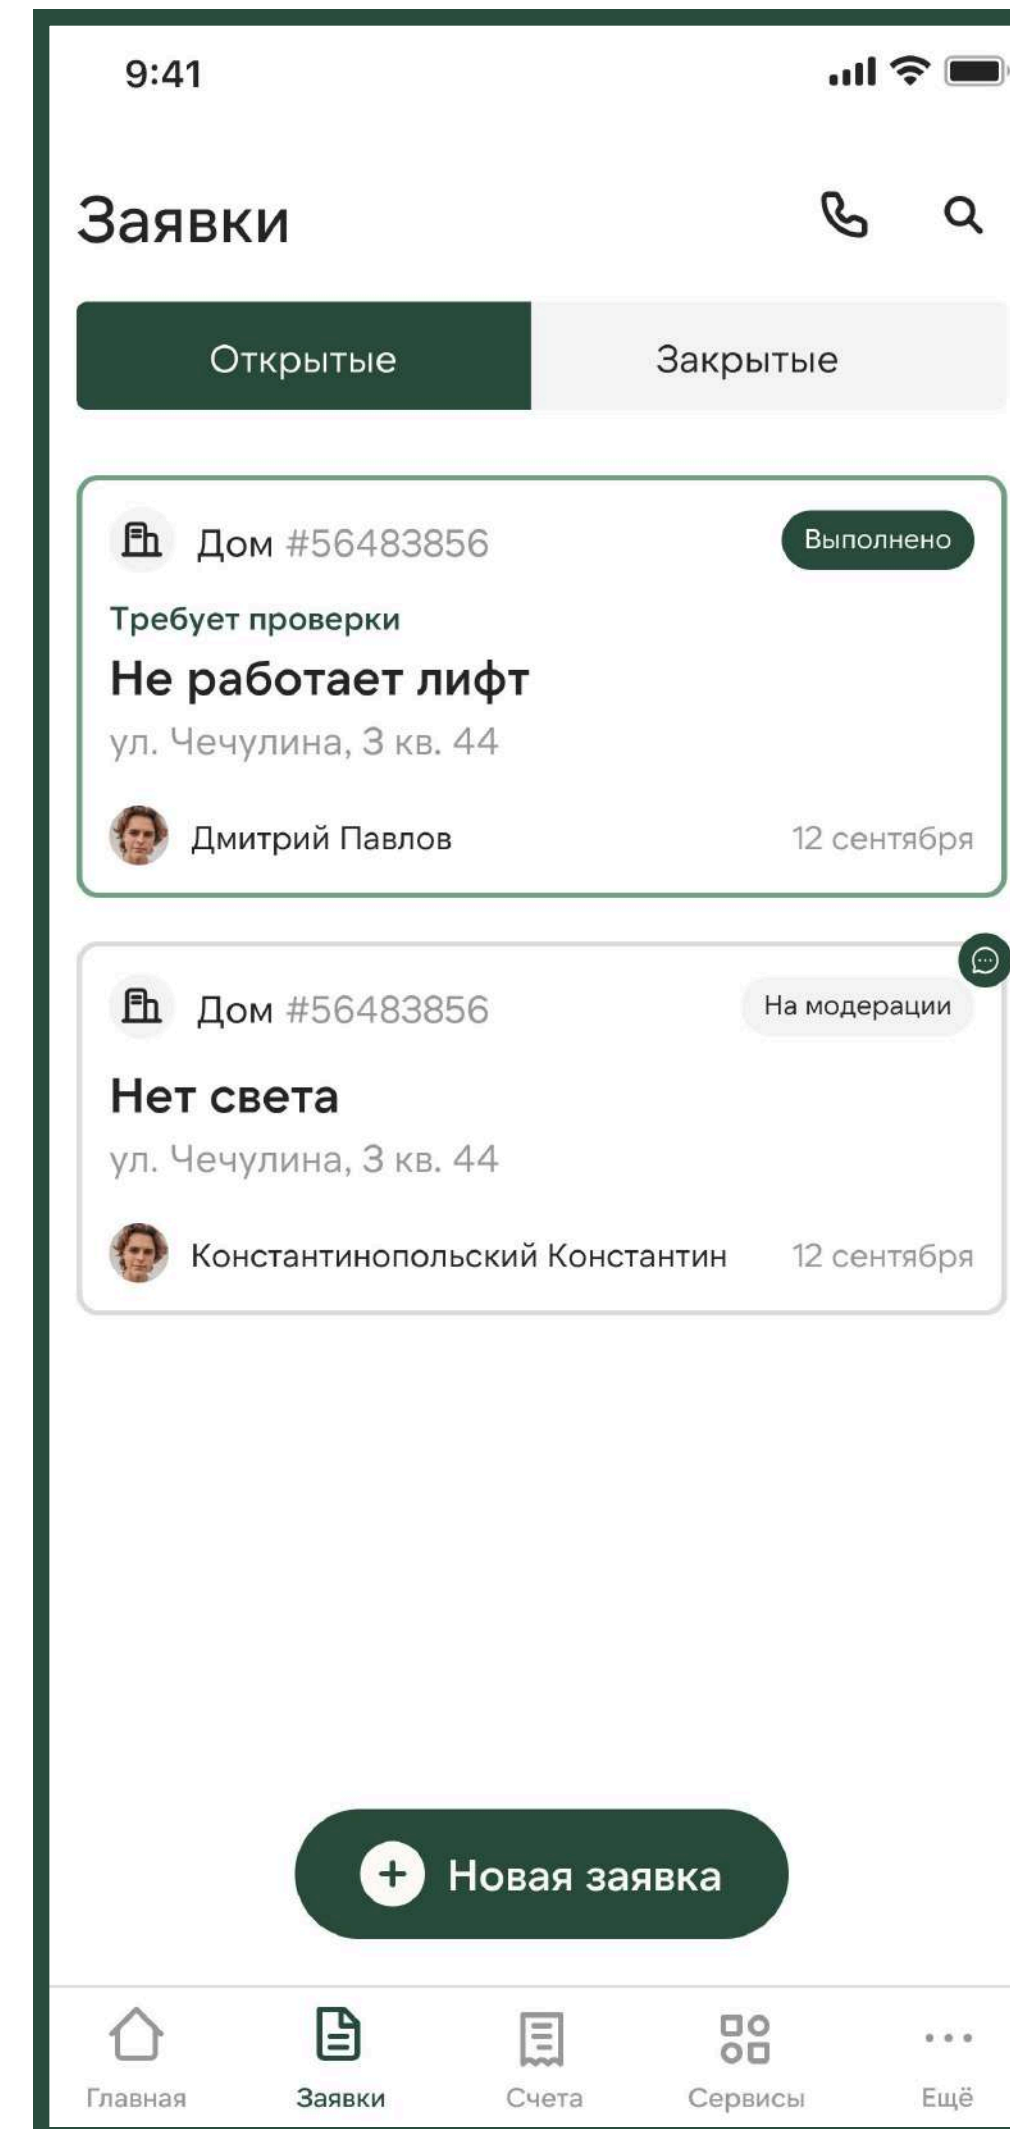 9:41
Заявки
Открытые Закрытые
Дом #56483856 Выполнено
Требует проверки
Не работает лифт
ул. Чечулина, 3 кв. 44
Дмитрий Павлов 12 сентября
Дом #56483856 На модерации
Нет света
ул. Чечулина, 3 кв. 44
Константинопольский Константин 12 сентября
Новая заявка
Главная Заявки Счета Сервисы Ещё